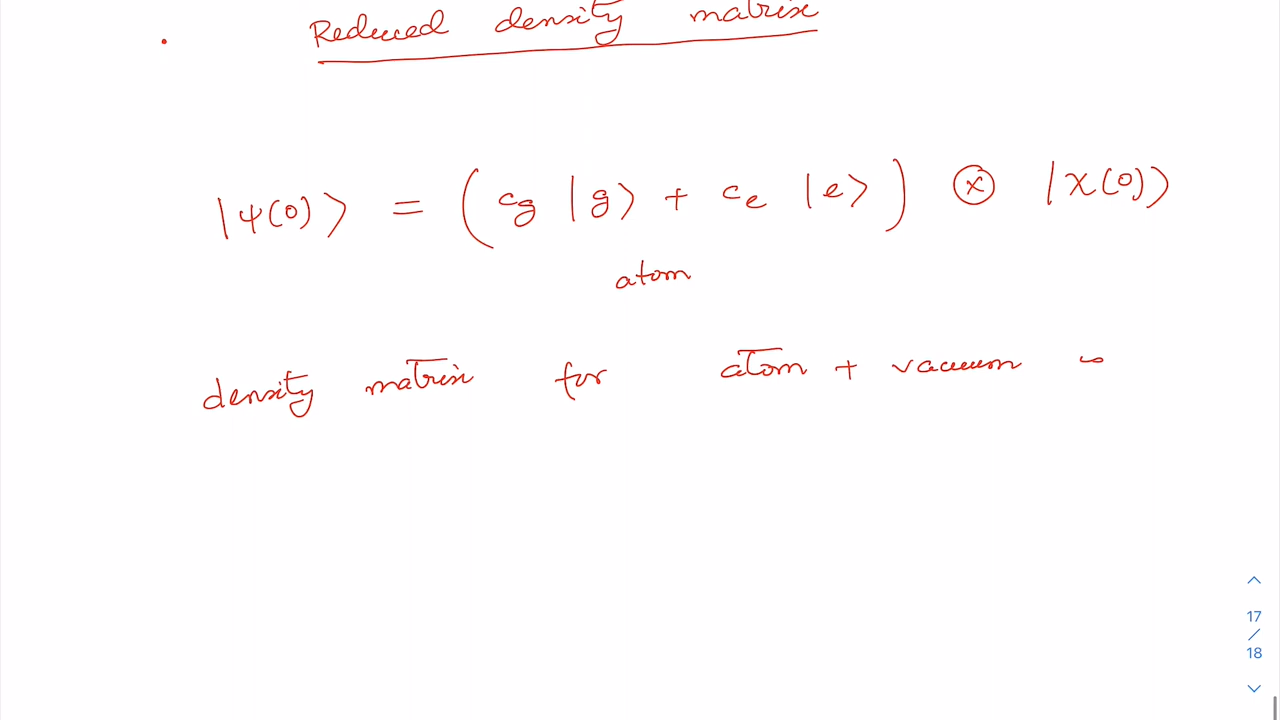 Reduced density matrix
|ψ(0)⟩ = ( c_g |g⟩ + c_e |e⟩ ) ⊗ |χ(0)⟩
atom
density matrix for atom + vacuum
17
/
18